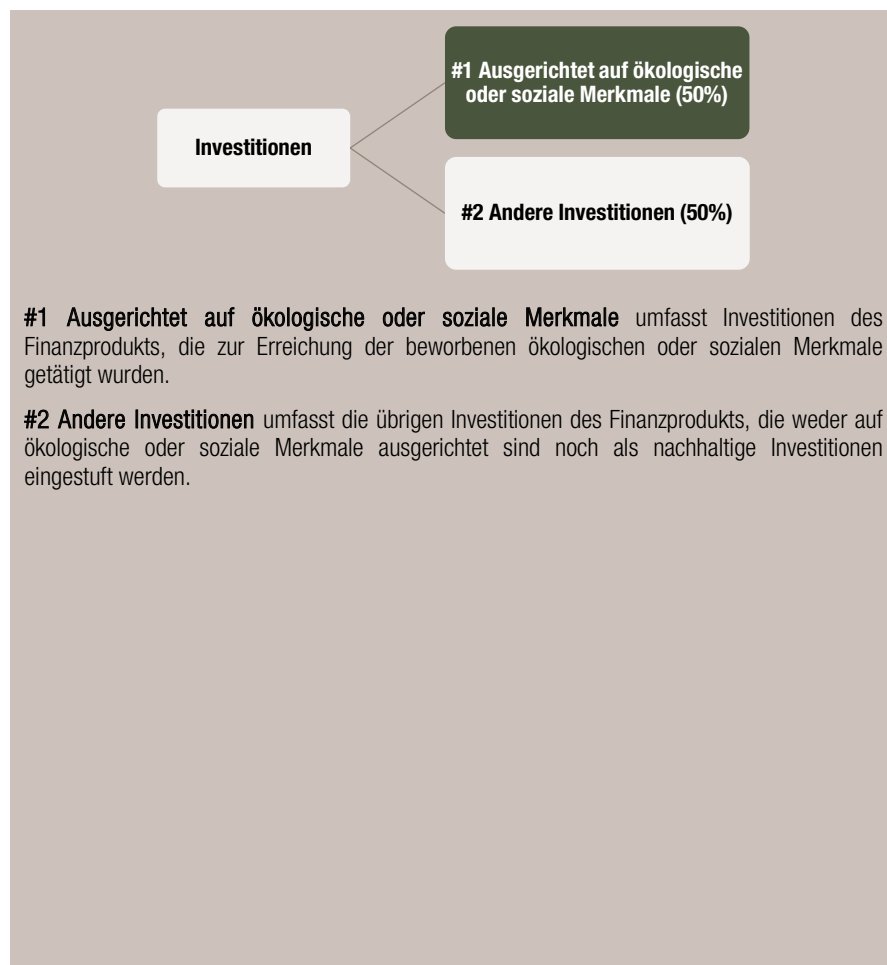 #1 Ausgerichtet auf ökologische
oder soziale Merkmale (50%)
Investitionen
#2 Andere Investitionen (50%)
#1 Ausgerichtet auf ökologische oder soziale Merkmale umfasst Investitionen des
Finanzprodukts, die zur Erreichung der beworbenen ökologischen oder sozialen Merkmale
getätigt wurden.
#2 Andere Investitionen umfasst die übrigen Investitionen des Finanzprodukts, die weder auf
ökologische oder soziale Merkmale ausgerichtet sind noch als nachhaltige Investitionen
eingestuft werden.